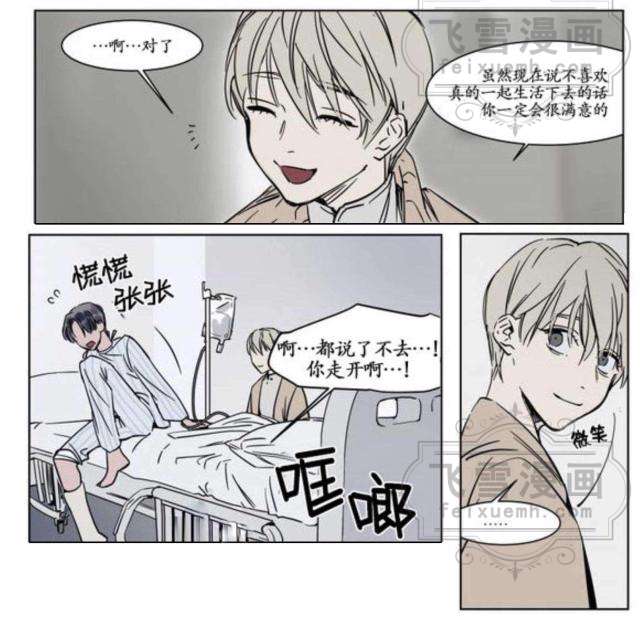 …啊…对了
飞雪漫画
feixuemh.com
虽然现在说不喜欢
真的一起生活下去的话
你一定会很满意的
慌慌
张张
啊…都说了不去…!
你走开啊…!
哐
啷
微笑
飞雪漫画
feixuemh.com
……